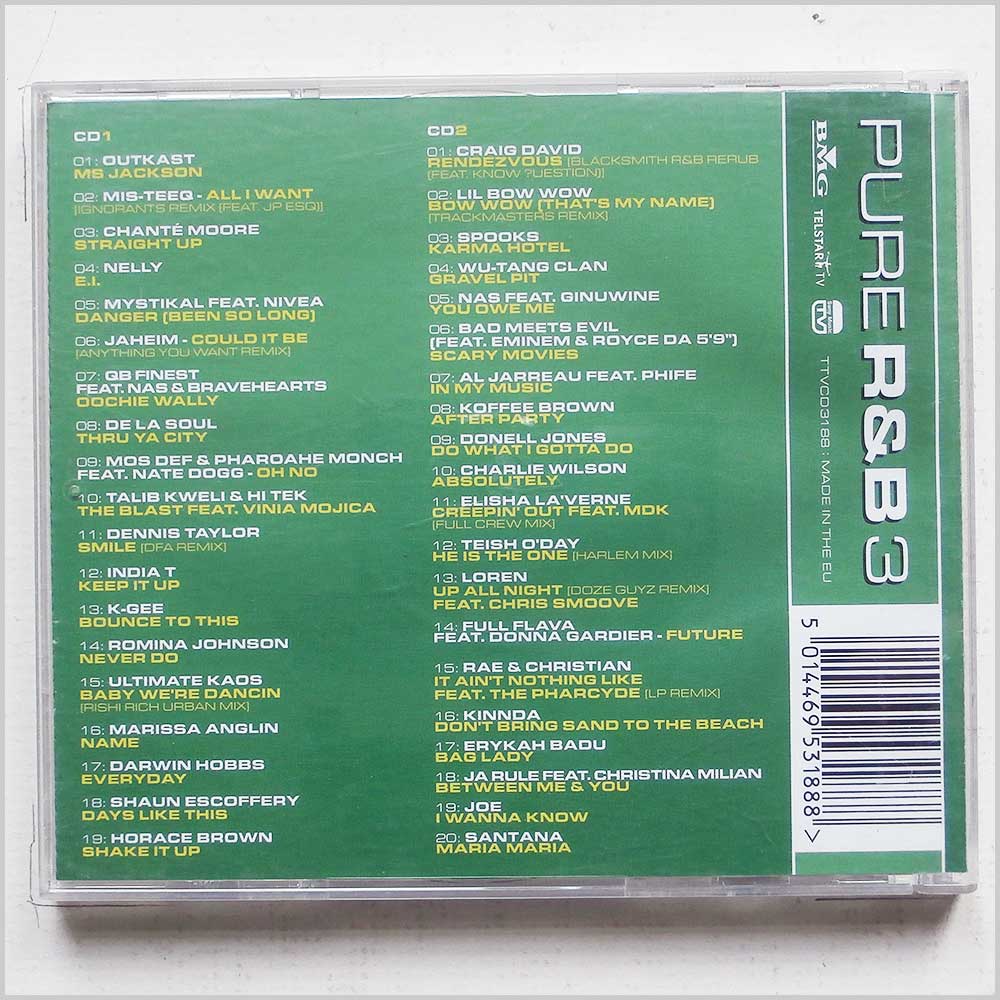 CD1
01: OUTKAST
MS JACKSON
02: MIS-TEEQ - ALL I WANT
[IGNORANTS REMIX [FEAT. JP ESQ]]
03: CHANTÉ MOORE
STRAIGHT UP
04: NELLY
E.I.
05: MYSTIKAL FEAT. NIVEA
DANGER [BEEN SO LONG]
06: JAHEIM - COULD IT BE
[ANYTHING YOU WANT REMIX]
07: QB FINEST
FEAT. NAS & BRAVEHEARTS
OOCHIE WALLY
08: DE LA SOUL
THRU YA CITY
09: MOS DEF & PHAROAHE MONCH
FEAT. NATE DOGG - OH NO
10: TALIB KWELI & HI TEK
THE BLAST FEAT. VINIA MOJICA
11: DENNIS TAYLOR
SMILE [DFA REMIX]
12: INDIA T
KEEP IT UP
13: K-GEE
BOUNCE TO THIS
14: ROMINA JOHNSON
NEVER DO
15: ULTIMATE KAOS
BABY WE'RE DANCIN
[RISHI RICH URBAN MIX]
16: MARISSA ANGLIN
NAME
17: DARWIN HOBBS
EVERYDAY
18: SHAUN ESCOFFERY
DAYS LIKE THIS
19: HORACE BROWN
SHAKE IT UP
CD2
01: CRAIG DAVID
RENDEZVOUS [BLACKSMITH R&B RERUB
[FEAT. KNOW ?UESTION]]
02: LIL BOW WOW
BOW WOW [THAT'S MY NAME]
[TRACKMASTERS REMIX]
03: SPOOKS
KARMA HOTEL
04: WU-TANG CLAN
GRAVEL PIT
05: NAS FEAT. GINUWINE
YOU OWE ME
06: BAD MEETS EVIL
[FEAT. EMINEM & ROYCE DA 5'9"]
SCARY MOVIES
07: AL JARREAU FEAT. PHIFE
IN MY MUSIC
08: KOFFEE BROWN
AFTER PARTY
09: DONELL JONES
DO WHAT I GOTTA DO
10: CHARLIE WILSON
ABSOLUTELY
11: ELISHA LA'VERNE
CREEPIN' OUT FEAT. MDK
[FULL CREW MIX]
12: TEISH O'DAY
HE IS THE ONE [HARLEM MIX]
13: LOREN
UP ALL NIGHT [DOZE GUYZ REMIX]
FEAT. CHRIS SMOOVE
14: FULL FLAVA
FEAT. DONNA GARDIER - FUTURE
15: RAE & CHRISTIAN
IT AIN'T NOTHING LIKE
FEAT. THE PHARCYDE [LP REMIX]
16: KINNDA
DON'T BRING SAND TO THE BEACH
17: ERYKAH BADU
BAG LADY
18: JA RULE FEAT. CHRISTINA MILIAN
BETWEEN ME & YOU
19: JOE
I WANNA KNOW
20: SANTANA
MARIA MARIA
PURE R&B 3
BMG
TELSTAR TV
Sony Music
TV
TTVCD3188 : MADE IN THE EU
5 014469 531888 >